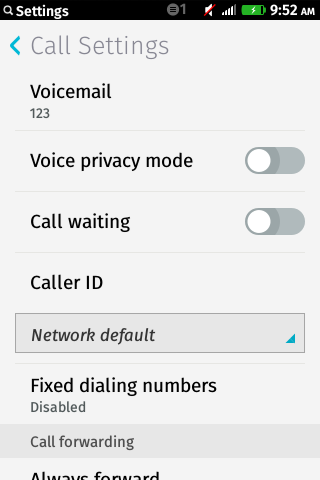 Settings 1 9:52 AM
Call Settings
Voicemail
123
Voice privacy mode
Call waiting
Caller ID
Network default
Fixed dialing numbers
Disabled
Call forwarding
Always forward